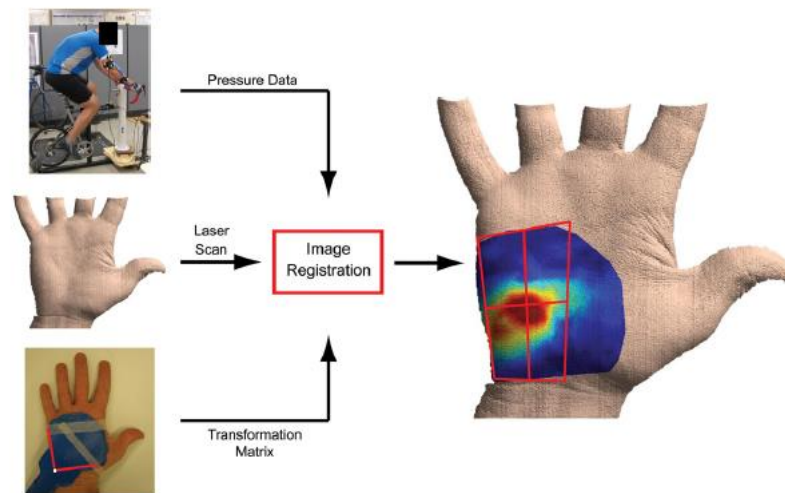 Pressure Data
Laser
Scan
Image
Registration
Transformation
Matrix